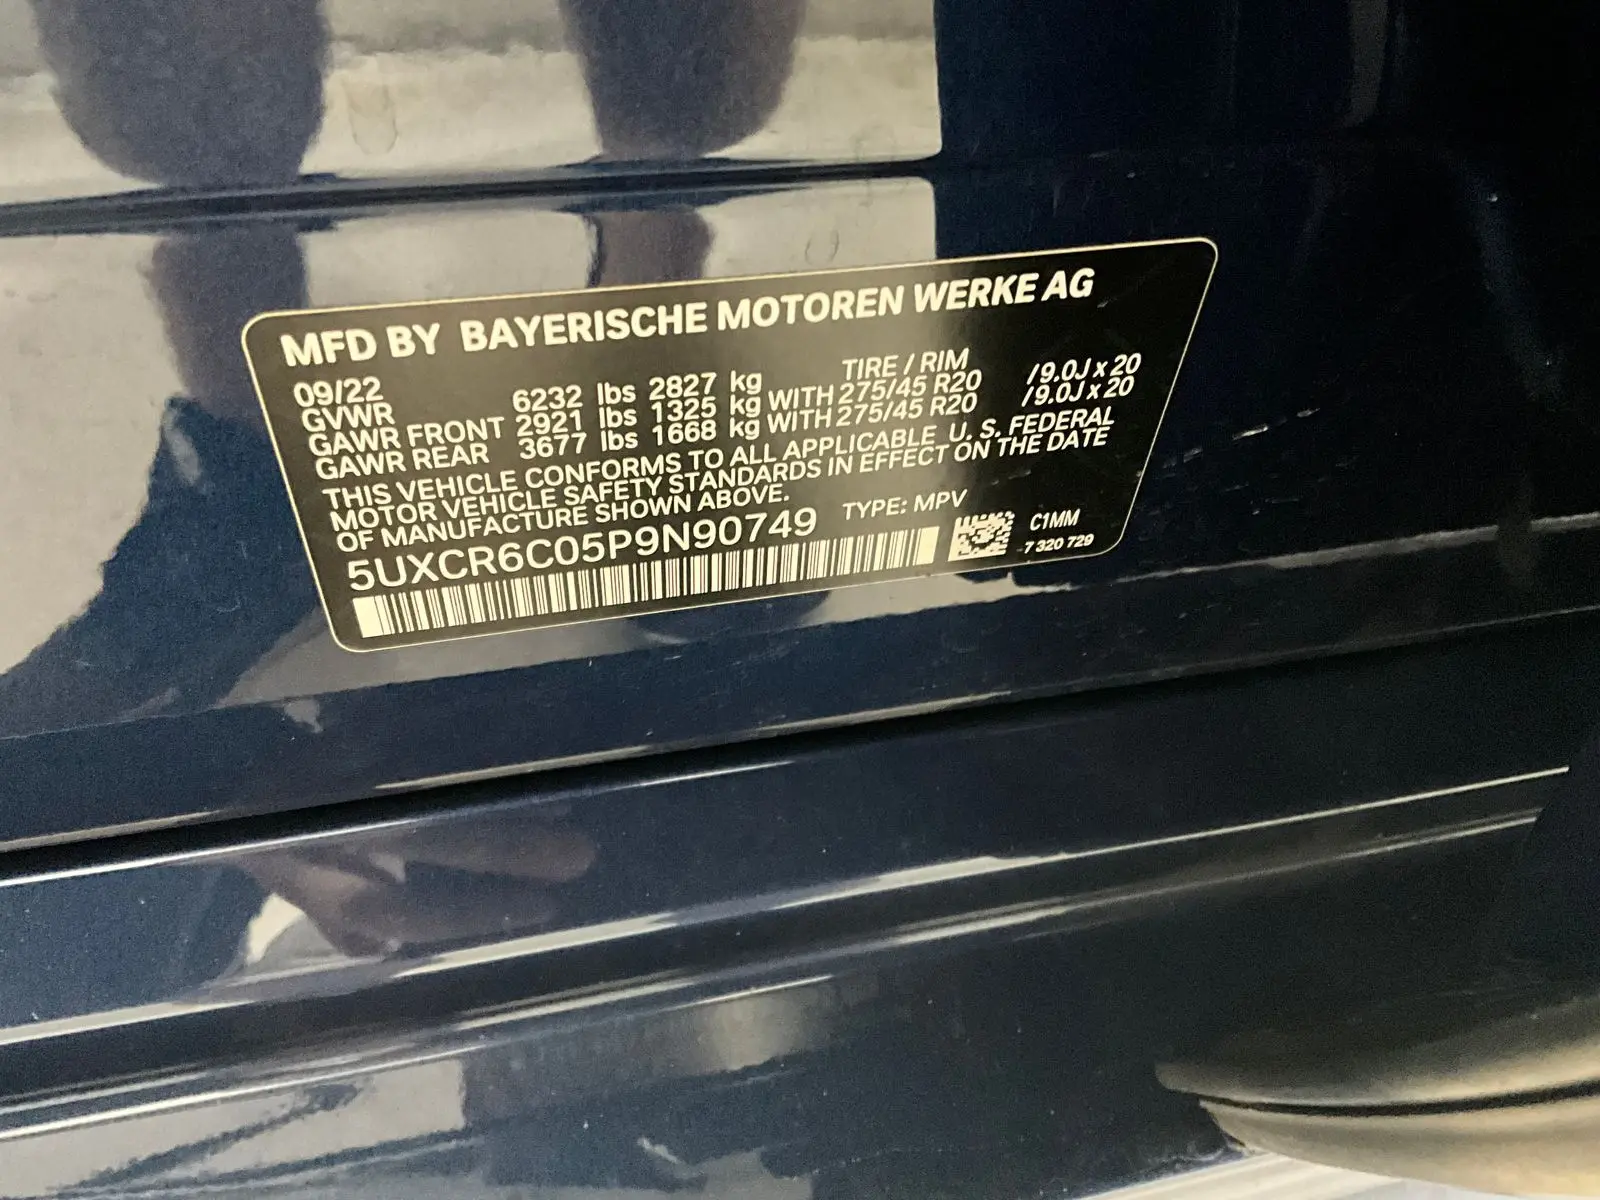 MFD BY BAYERISCHE MOTOREN WERKE AG
09/22 TIRE / RIM
GVWR 6232 lbs 2827 kg
GAWR FRONT 2921 lbs 1325 kg WITH 275/45 R20 /9.0J x 20
GAWR REAR 3677 lbs 1668 kg WITH 275/45 R20 /9.0J x 20
THIS VEHICLE CONFORMS TO ALL APPLICABLE U. S. FEDERAL
MOTOR VEHICLE SAFETY STANDARDS IN EFFECT ON THE DATE
OF MANUFACTURE SHOWN ABOVE.
5UXCR6C05P9N90749 TYPE: MPV
C1MM
7 320 729